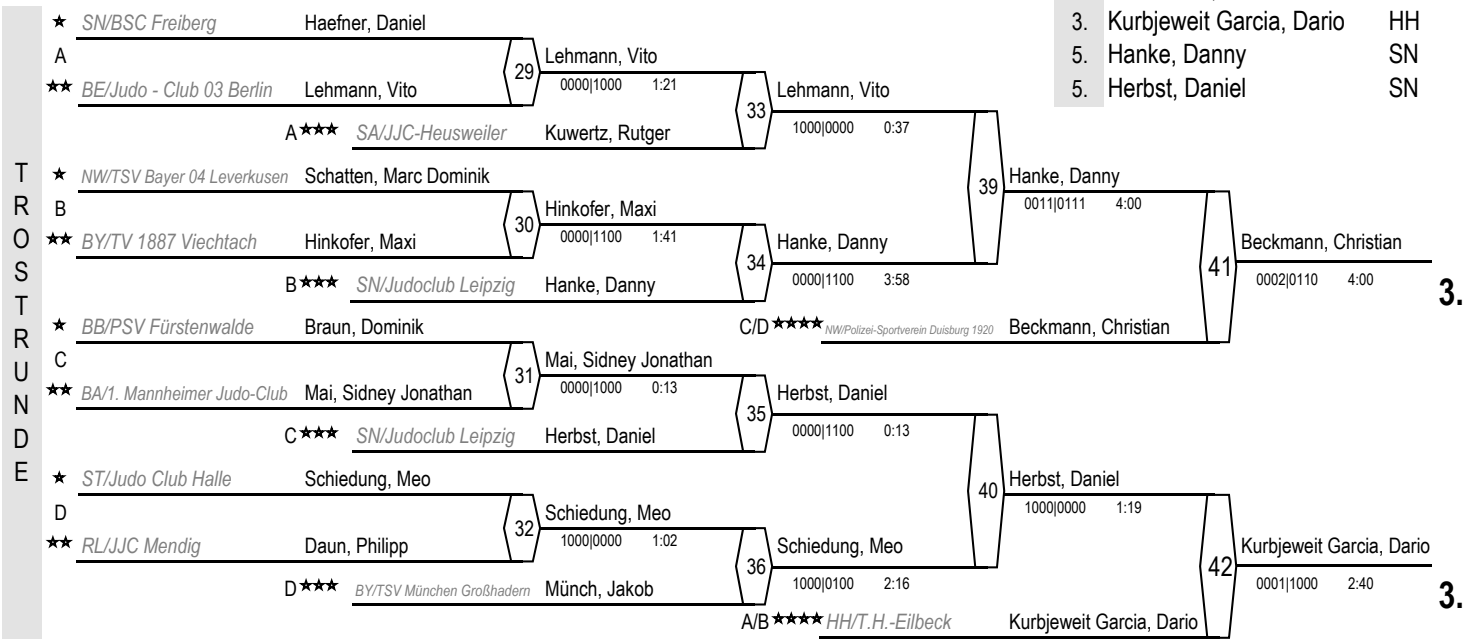 3. Kurbjeweit Garcia, Dario HH
5. Hanke, Danny SN
5. Herbst, Daniel SN
TROSTRUNDE
★ SN/BSC Freiberg Haefner, Daniel
A
★★ BE/Judo - Club 03 Berlin Lehmann, Vito
29
Lehmann, Vito
0000|1000 1:21
A★★★ SA/JJC-Heusweiler Kuwertz, Rutger
33
Lehmann, Vito
1000|0000 0:37
★ NW/TSV Bayer 04 Leverkusen Schatten, Marc Dominik
B
★★ BY/TV 1887 Viechtach Hinkofer, Maxi
30
Hinkofer, Maxi
0000|1100 1:41
B★★★ SN/Judoclub Leipzig Hanke, Danny
34
Hanke, Danny
0000|1100 3:58
39
Hanke, Danny
0011|0111 4:00
C/D★★★★ NW/Polizei-Sportverein Duisburg 1920 Beckmann, Christian
41
Beckmann, Christian
0002|0110 4:00
3.
★ BB/PSV Fürstenwalde Braun, Dominik
C
★★ BA/1. Mannheimer Judo-Club Mai, Sidney Jonathan
31
Mai, Sidney Jonathan
0000|1000 0:13
C★★★ SN/Judoclub Leipzig Herbst, Daniel
35
Herbst, Daniel
0000|1100 0:13
★ ST/Judo Club Halle Schiedung, Meo
D
★★ RL/JJC Mendig Daun, Philipp
32
Schiedung, Meo
1000|0000 1:02
D★★★ BY/TSV München Großhadern Münch, Jakob
36
Schiedung, Meo
1000|0100 2:16
40
Herbst, Daniel
1000|0000 1:19
A/B★★★★ HH/T.H.-Eilbeck Kurbjeweit Garcia, Dario
42
Kurbjeweit Garcia, Dario
0001|1000 2:40
3.